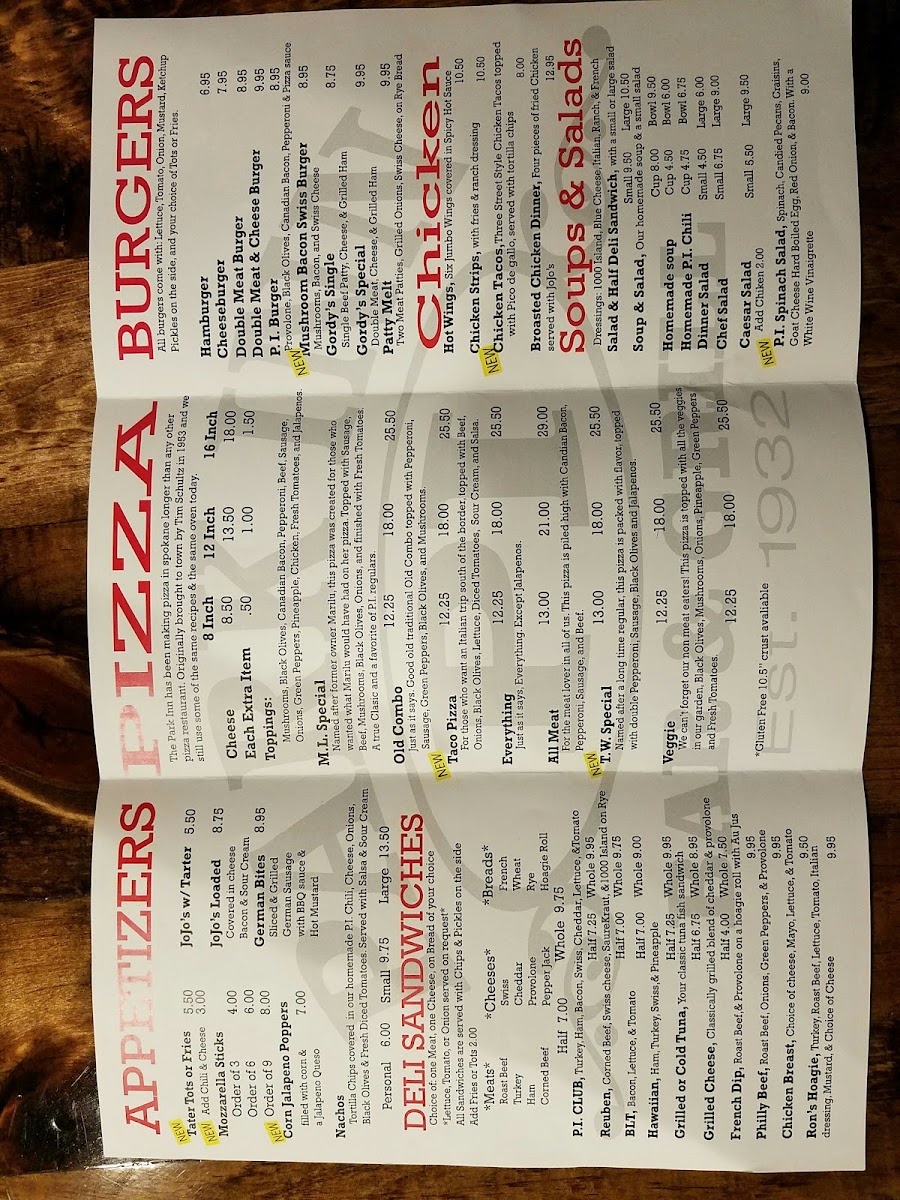 APPETIZERS
NEW
Tater Tots or Fries 5.50
Add Chili & Cheese 3.00
NEW
Mozzarella Sticks
Order of 3 4.00
Order of 6 6.00
Order of 9 8.00
NEW
Corn Jalapeno Poppers
filled with corn & 7.00
a Jalapeno Queso
JoJo's w/ Tarter 5.50
JoJo's Loaded 8.75
Covered in cheese
Bacon & Sour Cream
German Bites 8.95
Sliced & Grilled
German Sausage
with BBQ sauce &
Hot Mustard
Nachos
Tortilla Chips covered in our homemade P.I. Chili, Cheese, Onions,
Black Olives & Fresh Diced Tomatoes. Served with Salsa & Sour Cream
Personal 6.00 Small 9.75 Large 13.50
DELI SANDWICHES
Choice of one Meat, one Cheese, on Bread of your choice
*Lettuce, Tomato, or Onion served on request*
All Sandwiches are served with Chips & Pickles on the side
Add Fries or Tots 2.00
*Meats* *Cheeses* *Breads*
Roast Beef Swiss French
Turkey Cheddar Wheat
Ham Provolone Rye
Corned Beef Pepper Jack Hoagie Roll
Half 7.00 Whole 9.75
P.I. CLUB, Turkey, Ham, Bacon, Swiss, Cheddar, Lettuce, & Tomato
Half 7.25 Whole 9.95
Reuben, Corned Beef, Swiss cheese, SaureKraut, & 1000 Island on Rye
Half 7.00 Whole 9.75
BLT, Bacon, Lettuce, & Tomato Half 7.00 Whole 9.00
Hawaiian, Ham, Turkey, Swiss, & Pineapple
Half 7.25 Whole 9.95
Grilled or Cold Tuna, Your classic tuna fish sandwich
Half 6.75 Whole 8.95
Grilled Cheese, Classically grilled blend of cheddar & provolone
Half 4.00 Whole 7.50
French Dip, Roast Beef, & Provolone on a hoagie roll with Au Jus
9.95
Philly Beef, Roast Beef, Onions, Green Peppers, & Provolone
9.95
Chicken Breast, Choice of cheese, Mayo, Lettuce, & Tomato
9.50
Ron's Hoagie, Turkey, Roast Beef, Lettuce, Tomato, Italian
dressing, Mustard, & Choice of Cheese 9.95
PIZZA
The Park Inn has been making pizza in spokane longer than any other
pizza restaurant. Originally brought to town by Tim Schultz in 1953 and we
still use some of the same recipes & the same oven today.
8 Inch 12 Inch 16 Inch
Cheese 8.50 13.50 18.00
Each Extra Item .50 1.00 1.50
Toppings:
Mushrooms, Black Olives, Canadian Bacon, Pepperoni, Beef, Sausage,
Onions, Green Peppers, Pineapple, Chicken, Fresh Tomatoes, and Jalapenos.
M.L. Special
Named after former owner Marilu, this pizza was created for those who
wanted what Marilu would have had on her pizza. Topped with Sausage,
Beef, Mushrooms, Black Olives, Onions, and finished with Fresh Tomatoes.
A true Clasic and a favorite of P.I. regulars.
12.25 18.00 25.50
Old Combo
Just as it says. Good old traditional Old Combo topped with Pepperoni,
Sausage, Green Peppers, Black Olives, and Mushrooms.
12.25 18.00 25.50
NEW
Taco Pizza
For those who want an Italian trip south of the border, topped with Beef,
Onions, Black Olives, Lettuce, Diced Tomatoes, Sour Cream, and Salsa.
12.25 18.00 25.50
Everything
Just as it says, Everything. Except Jalapenos.
13.00 21.00 29.00
All Meat
For the meat lover in all of us. This pizza is piled high with Candian Bacon,
Pepperoni, Sausage, and Beef.
13.00 18.00 25.50
NEW
T.W. Special
Named after a long time regular, this pizza is packed with flavor, topped
with double Pepperoni, Sausage, Black Olives and Jalapenos.
12.25 18.00 25.50
Veggie
We can't forget our non meat eaters! This pizza is topped with all the veggies
in our garden, Black Olives, Mushrooms, Onions, Pineapple, Green Peppers
and Fresh Tomatoes.
12.25 18.00 25.50
*Gluten Free 10.5" crust avaliable
BURGERS
All burgers come with: Lettuce, Tomato, Onion, Mustard, Ketchup
Pickles on the side, and your choice of Tots or Fries.
Hamburger 6.95
Cheeseburger 7.95
Double Meat Burger 8.95
Double Meat & Cheese Burger 9.95
P. I. Burger 8.95
Provolone, Black Olives, Canadian Bacon, Pepperoni & Pizza sauce
NEW
Mushroom Bacon Swiss Burger 8.95
Mushrooms, Bacon, and Swiss Cheese
Gordy's Single 8.75
Single Beef Patty, Cheese, & Grilled Ham
Gordy's Special 9.95
Double Meat, Cheese, & Grilled Ham
Patty Melt 9.95
Two Meat Patties, Grilled Onions, Swiss Cheese, on Rye Bread
Chicken
HotWings, Six Jumbo Wings covered in Spicy Hot Sauce
10.50
Chicken Strips, with fries & ranch dressing
10.50
NEW
Chicken Tacos, Three Street Style Chicken Tacos topped
with Pico de gallo, served with tortilla chips 8.00
Broasted Chicken Dinner, Four pieces of fried Chicken
served with JoJo's 12.95
Soups & Salads
Dressings: 1000 Island, Blue Cheese, Italian, Ranch, & French
Salad & Half Deli Sandwich, with a small or large salad
Small 9.50 Large 10.50
Soup & Salad, Our homemade soup & a small salad
Cup 8.00 Bowl 9.50
Homemade soup Cup 4.50 Bowl 6.00
Homemade P.I. Chili Cup 4.75 Bowl 6.75
Dinner Salad Small 4.50 Large 6.00
Chef Salad Small 6.75 Large 9.00
Caesar Salad Small 5.50 Large 9.50
Add Chiken 2.00
NEW
P.I. Spinach Salad, Spinach, Candied Pecans, Craisins,
Goat Cheese Hard Boiled Egg, Red Onion, & Bacon. With a
White Wine Vinaigrette 9.00
PARK INN
EST. 1932